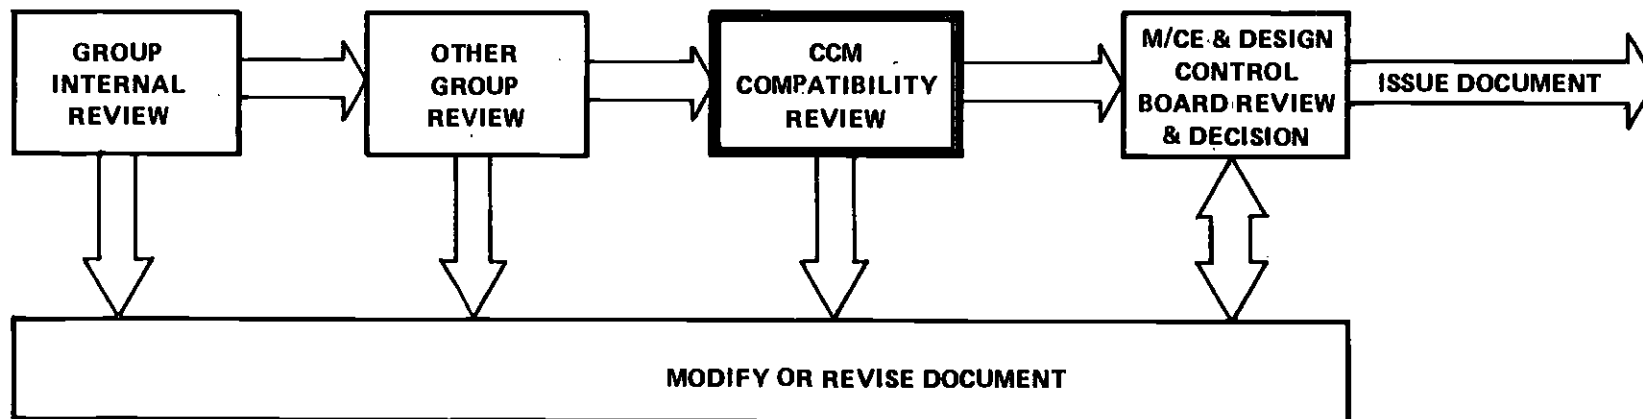 GROUP
INTERNAL
REVIEW
OTHER
GROUP
REVIEW
CCM
COMPATIBILITY
REVIEW
M/CE & DESIGN
CONTROL
BOARD REVIEW
& DECISION
ISSUE DOCUMENT
MODIFY OR REVISE DOCUMENT